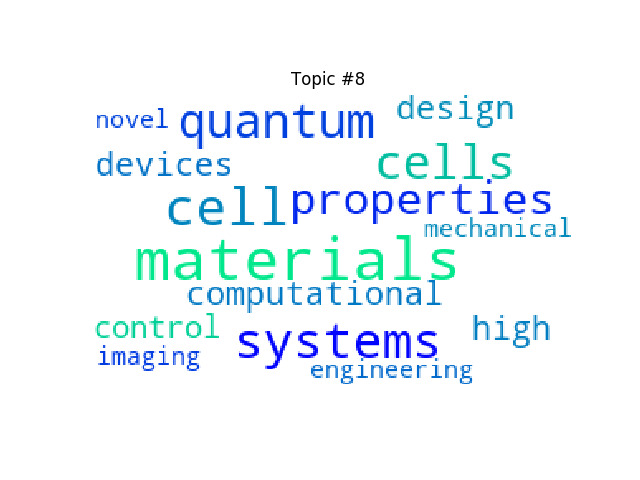 Topic #8
novel quantum design
devices cells
cell properties
mechanical
materials
computational
control systems high
imaging engineering